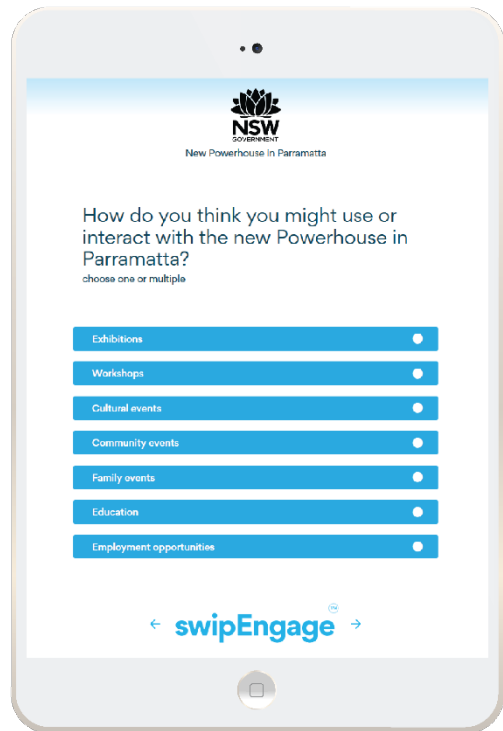 NSW
GOVERNMENT
New Powerhouse in Parramatta
How do you think you might use or
interact with the new Powerhouse in
Parramatta?
choose one or multiple
Exhibitions
Workshops
Cultural events
Community events
Family events
Education
Employment opportunities
← swipEngage™ →